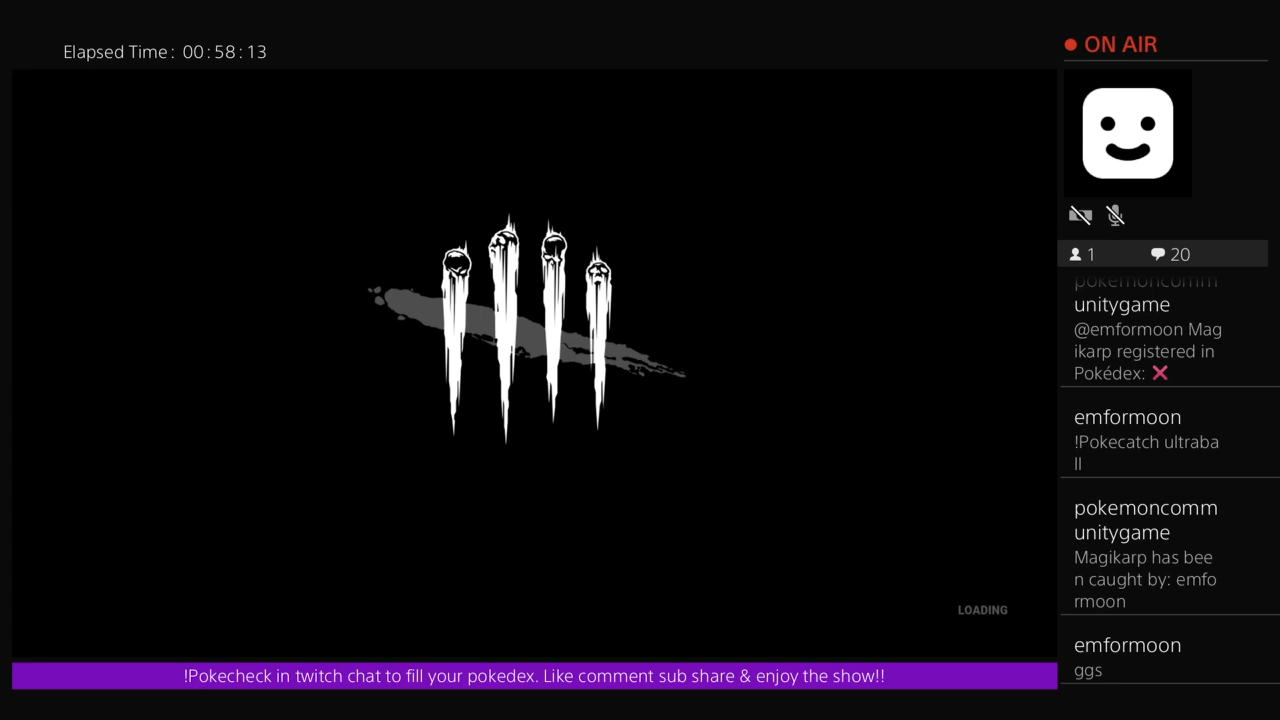 Elapsed Time: 00:58:13
ON AIR
1 20
pokemoncomm
unitygame
@emformoon Mag
ikarp registered in
Pokédex: ❌
emformoon
!Pokecatch ultraba
ll
pokemoncomm
unitygame
Magikarp has bee
n caught by: emfo
rmoon
emformoon
ggs
LOADING
!Pokecheck in twitch chat to fill your pokedex. Like comment sub share & enjoy the show!!